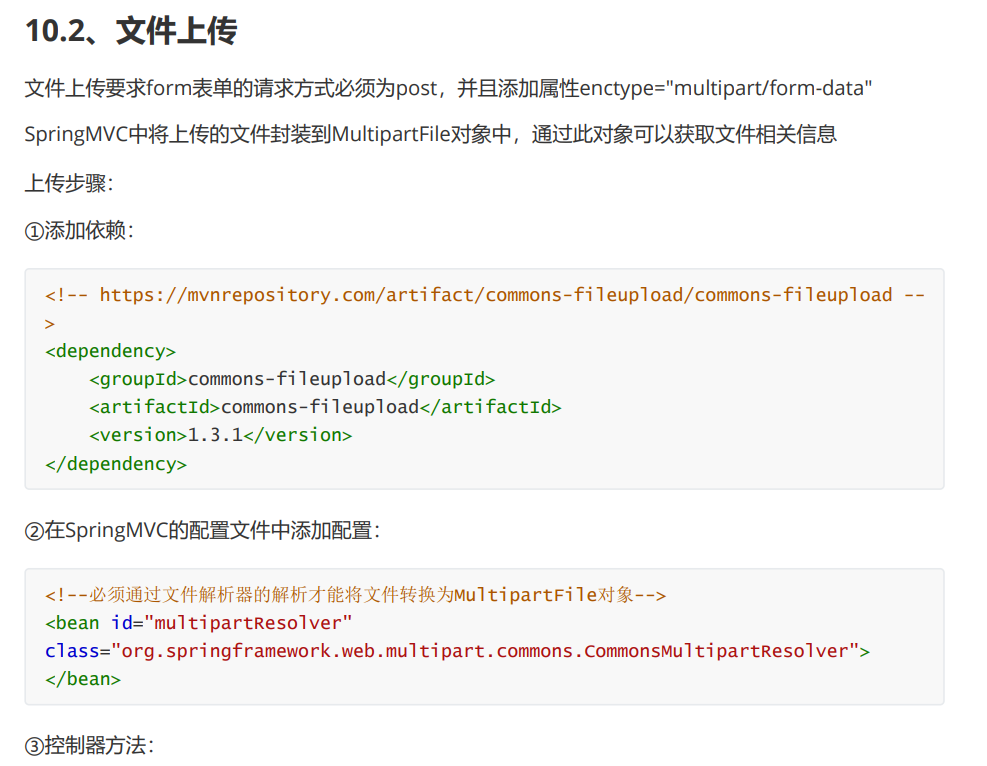 10.2、文件上传
文件上传要求form表单的请求方式必须为post，并且添加属性enctype="multipart/form-data"
SpringMVC中将上传的文件封装到MultipartFile对象中，通过此对象可以获取文件相关信息
上传步骤：
①添加依赖：
<!-- https://mvnrepository.com/artifact/commons-fileupload/commons-fileupload --
>
<dependency>
    <groupId>commons-fileupload</groupId>
    <artifactId>commons-fileupload</artifactId>
    <version>1.3.1</version>
</dependency>
②在SpringMVC的配置文件中添加配置：
<!--必须通过文件解析器的解析才能将文件转换为MultipartFile对象-->
<bean id="multipartResolver"
class="org.springframework.web.multipart.commons.CommonsMultipartResolver">
</bean>
③控制器方法：